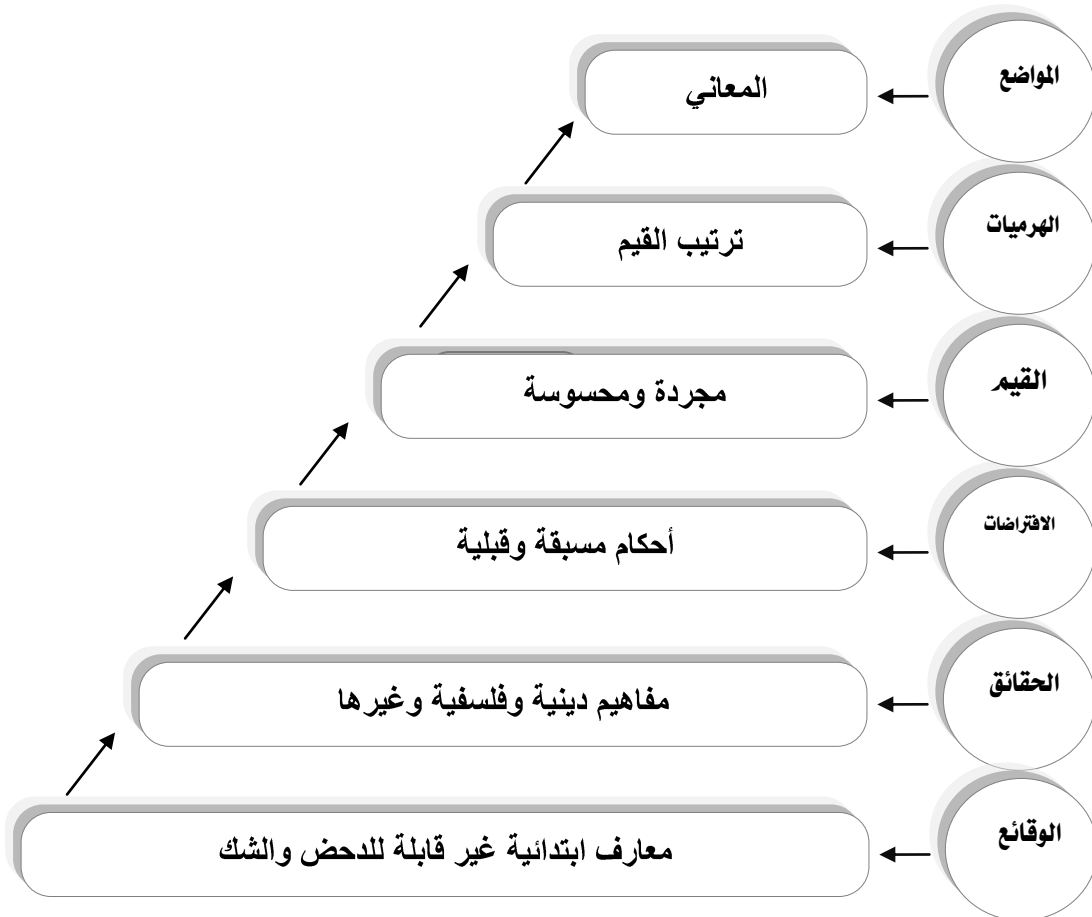 المواضع
المعاني
الهرميات
ترتيب القيم
القيم
مجردة ومحسوسة
الافتراضات
أحكام مسبقة وقبلية
الحقائق
مفاهيم دينية وفلسفية وغيرها
الوقائع
معارف ابتدائية غير قابلة للدحض والشك